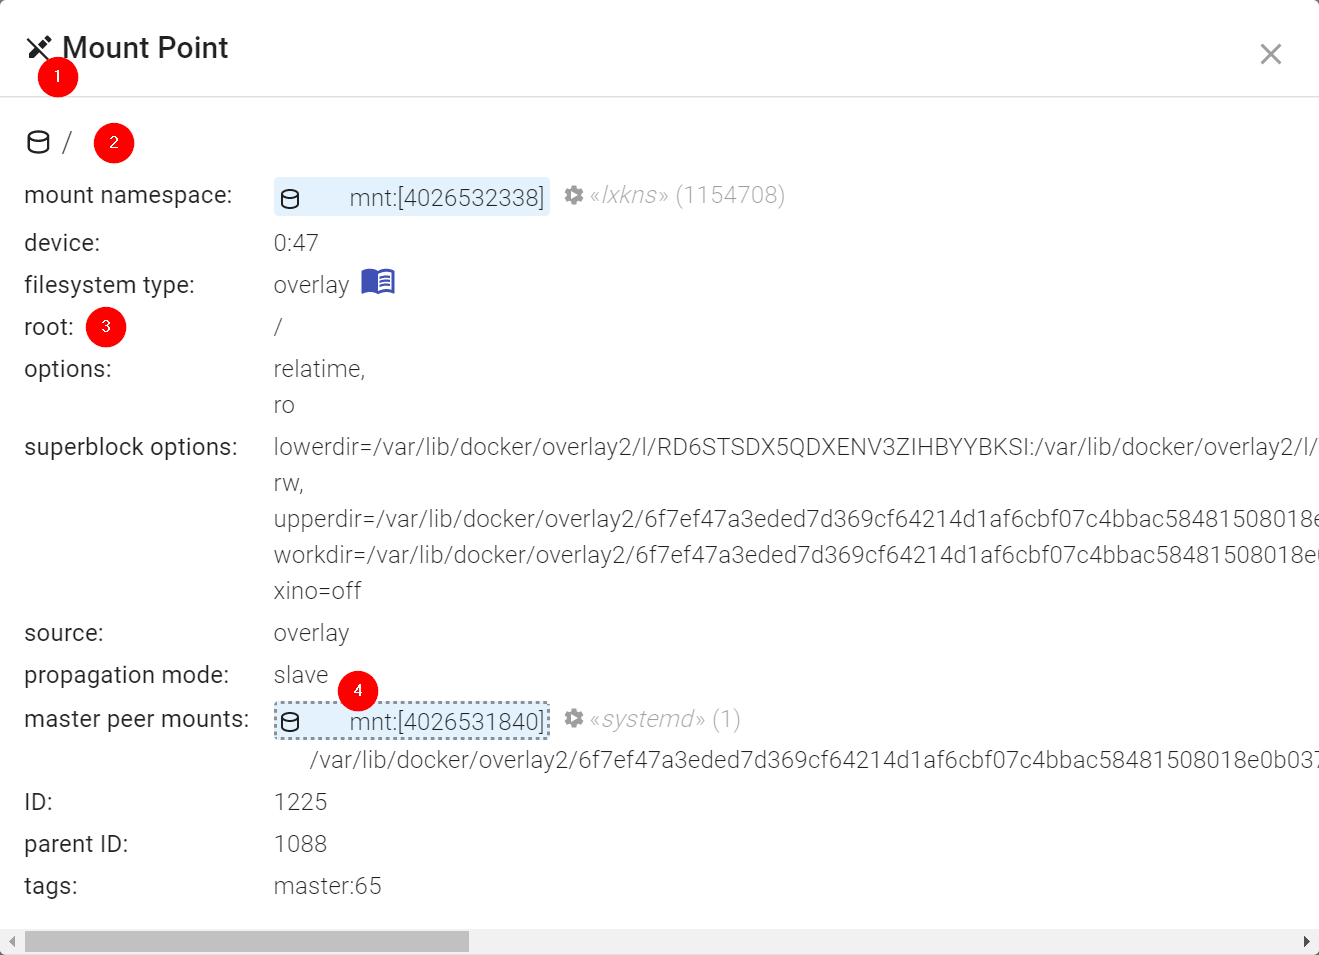 Mount Point
1
/ 2
mount namespace: mnt:[4026532338] «lxkns» (1154708)
device: 0:47
filesystem type: overlay
root: 3 /
options: relatime,
ro
superblock options: lowerdir=/var/lib/docker/overlay2/l/RD6STSDX5QDXENV3ZIHBYYBKSI:/var/lib/docker/overlay2/l/
rw,
upperdir=/var/lib/docker/overlay2/6f7ef47a3eded7d369cf64214d1af6cbf07c4bbac58481508018e
workdir=/var/lib/docker/overlay2/6f7ef47a3eded7d369cf64214d1af6cbf07c4bbac58481508018e0
xino=off
source: overlay
propagation mode: slave
4
master peer mounts: mnt:[4026531840] «systemd» (1)
/var/lib/docker/overlay2/6f7ef47a3eded7d369cf64214d1af6cbf07c4bbac58481508018e0b037
ID: 1225
parent ID: 1088
tags: master:65